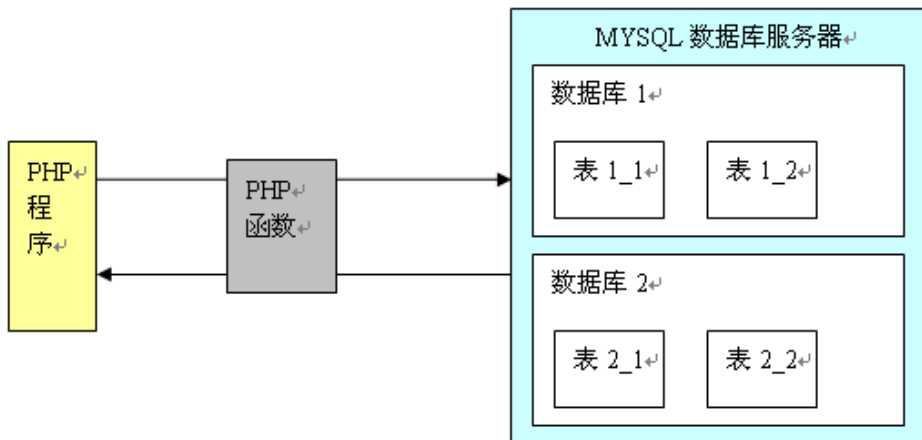 MYSQL 数据库服务器↵
数据库 1↵
表 1_1↵
表 1_2↵
PHP↵
程
序↵
PHP↵
函数↵
数据库 2↵
表 2_1↵
表 2_2↵